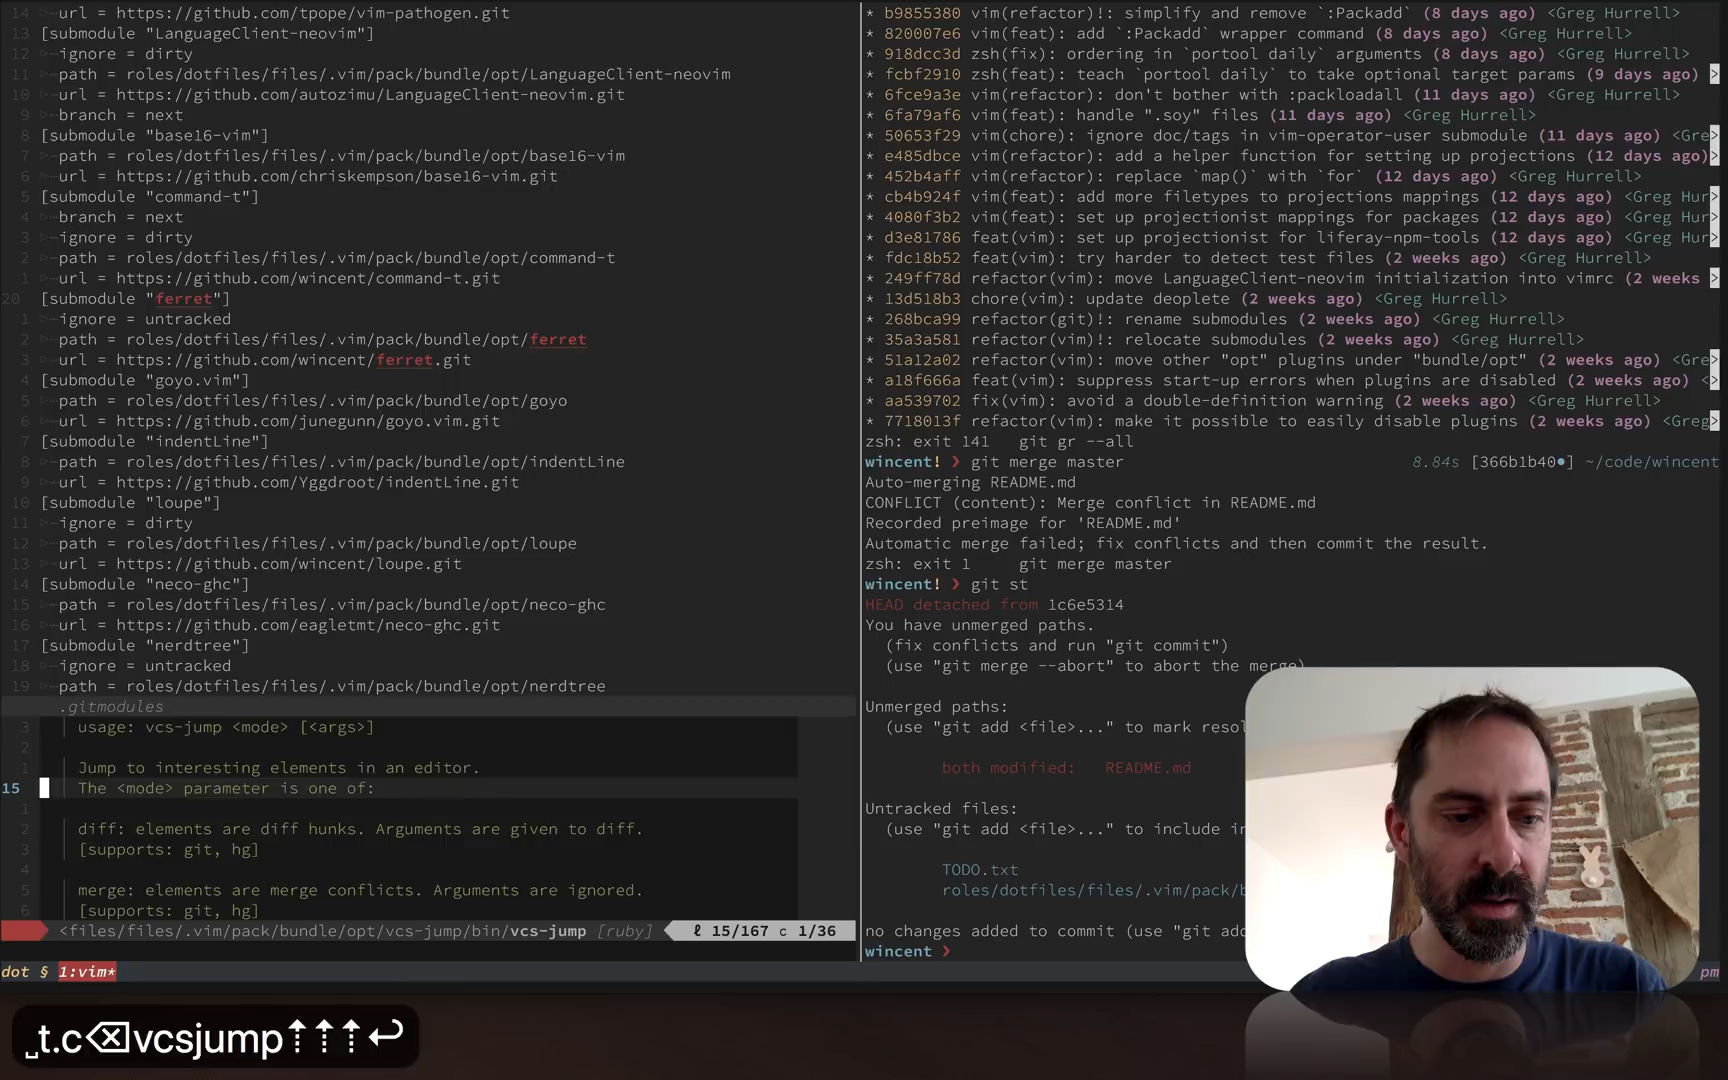 14 url = https://github.com/tpope/vim-pathogen.git
13 [submodule "LanguageClient-neovim"]
12 ignore = dirty
11 path = roles/dotfiles/files/.vim/pack/bundle/opt/LanguageClient-neovim
10 url = https://github.com/autozimu/LanguageClient-neovim.git
9 branch = next
8 [submodule "base16-vim"]
7 path = roles/dotfiles/files/.vim/pack/bundle/opt/base16-vim
6 url = https://github.com/chriskempson/base16-vim.git
5 [submodule "command-t"]
4 branch = next
3 ignore = dirty
2 path = roles/dotfiles/files/.vim/pack/bundle/opt/command-t
1 url = https://github.com/wincent/command-t.git
20 [submodule "ferret"]
1 ignore = untracked
2 path = roles/dotfiles/files/.vim/pack/bundle/opt/ferret
3 url = https://github.com/wincent/ferret.git
4 [submodule "goyo.vim"]
5 path = roles/dotfiles/files/.vim/pack/bundle/opt/goyo
6 url = https://github.com/junegunn/goyo.vim.git
7 [submodule "indentLine"]
8 path = roles/dotfiles/files/.vim/pack/bundle/opt/indentLine
9 url = https://github.com/Yggdroot/indentLine.git
10 [submodule "loupe"]
11 ignore = dirty
12 path = roles/dotfiles/files/.vim/pack/bundle/opt/loupe
13 url = https://github.com/wincent/loupe.git
14 [submodule "neco-ghc"]
15 path = roles/dotfiles/files/.vim/pack/bundle/opt/neco-ghc
16 url = https://github.com/eagletmt/neco-ghc.git
17 [submodule "nerdtree"]
18 ignore = untracked
19 path = roles/dotfiles/files/.vim/pack/bundle/opt/nerdtree
.gitmodules
3 usage: vcs-jump <mode> [<args>]
2
1 Jump to interesting elements in an editor.
15 The <mode> parameter is one of:
1
2 diff: elements are diff hunks. Arguments are given to diff.
3 [supports: git, hg]
4
5 merge: elements are merge conflicts. Arguments are ignored.
6 [supports: git, hg]
<files/files/.vim/pack/bundle/opt/vcs-jump/bin/vcs-jump [ruby] ℓ 15/167 c 1/36
* b9855380 vim(refactor)!: simplify and remove `:Packadd` (8 days ago) <Greg Hurrell>
* 820007e6 vim(feat): add `:Packadd` wrapper command (8 days ago) <Greg Hurrell>
* 918dcc3d zsh(fix): ordering in `portool daily` arguments (8 days ago) <Greg Hurrell>
* fcbf2910 zsh(feat): teach `portool daily` to take optional target params (9 days ago) >
* 6fce9a3e vim(refactor): don't bother with :packloadall (11 days ago) <Greg Hurrell>
* 6fa79af6 vim(feat): handle ".soy" files (11 days ago) <Greg Hurrell>
* 50653f29 vim(chore): ignore doc/tags in vim-operator-user submodule (11 days ago) <Gre>
* e485dbce vim(refactor): add a helper function for setting up projections (12 days ago)>
* 452b4aff vim(refactor): replace `map()` with `for` (12 days ago) <Greg Hurrell>
* cb4b924f vim(feat): add more filetypes to projections mappings (12 days ago) <Greg Hur>
* 4080f3b2 vim(feat): set up projectionist mappings for packages (12 days ago) <Greg Hur>
* d3e81786 feat(vim): set up projectionist for liferay-npm-tools (12 days ago) <Greg Hur>
* fdc18b52 feat(vim): try harder to detect test files (2 weeks ago) <Greg Hurrell>
* 249ff78d refactor(vim): move LanguageClient-neovim initialization into vimrc (2 weeks >
* 13d518b3 chore(vim): update deoplete (2 weeks ago) <Greg Hurrell>
* 268bca99 refactor(git)!: rename submodules (2 weeks ago) <Greg Hurrell>
* 35a3a581 refactor(vim)!: relocate submodules (2 weeks ago) <Greg Hurrell>
* 51a12a02 refactor(vim): move other "opt" plugins under "bundle/opt" (2 weeks ago) <Gre>
* a18f666a feat(vim): suppress start-up errors when plugins are disabled (2 weeks ago) <>
* aa539702 fix(vim): avoid a double-definition warning (2 weeks ago) <Greg Hurrell>
* 7718013f refactor(vim): make it possible to easily disable plugins (2 weeks ago) <Greg>
zsh: exit 141 git gr --all
wincent! ❯ git merge master 8.84s [366b1b40●] ~/code/wincent
Auto-merging README.md
CONFLICT (content): Merge conflict in README.md
Recorded preimage for 'README.md'
Automatic merge failed; fix conflicts and then commit the result.
zsh: exit 1 git merge master
wincent! ❯ git st
HEAD detached from 1c6e5314
You have unmerged paths.
(fix conflicts and run "git commit")
(use "git merge --abort" to abort the merge)
Unmerged paths:
(use "git add <file>..." to mark resol
both modified: README.md
Untracked files:
(use "git add <file>..." to include in
TODO.txt
roles/dotfiles/files/.vim/pack/b
no changes added to commit (use "git add
wincent ❯
dot § 1:vim* pm
␣t.c⌫vcsjump⇡⇡⇡↩